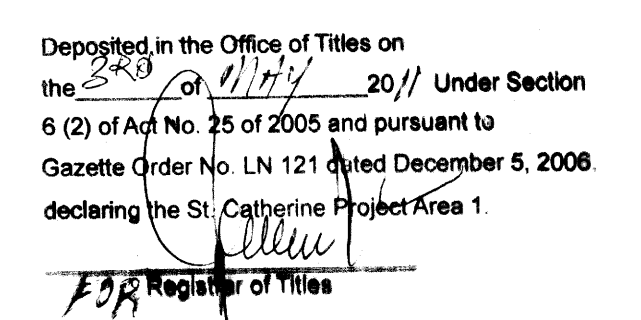 Deposited in the Office of Titles on
the 3RD of MAY 2011 Under Section
6 (2) of Act No. 25 of 2005 and pursuant to
Gazette Order No. LN 121 dated December 5, 2006,
declaring the St. Catherine Project Area 1.
FOR Registrar of Titles